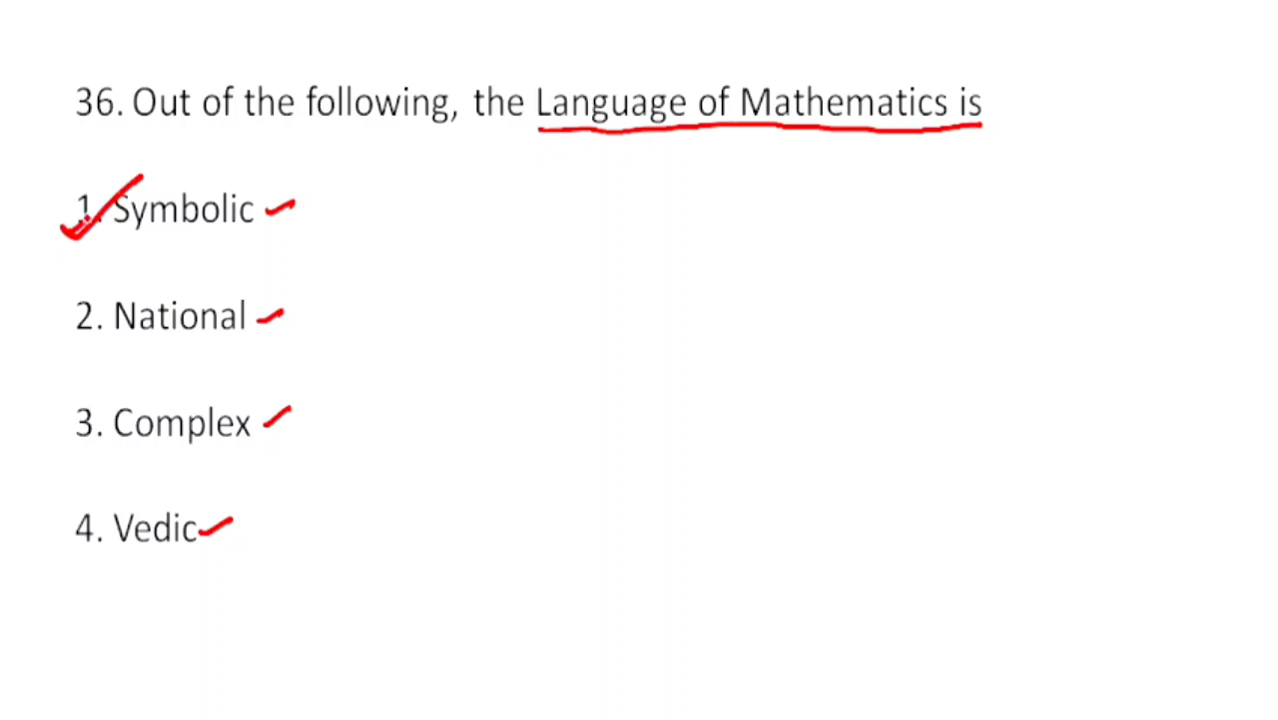 36. Out of the following, the Language of Mathematics is
1. Symbolic
2. National
3. Complex
4. Vedic